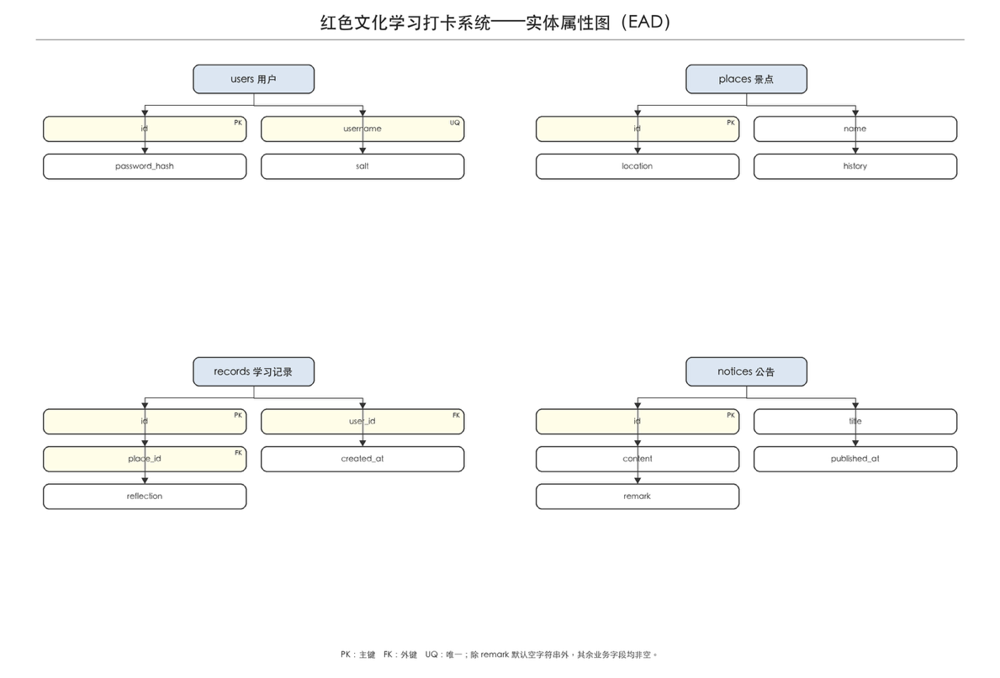 红色文化学习打卡系统——实体属性图（EAD）
users 用户
id PK
username UQ
password_hash
salt
places 景点
id PK
name
location
history
records 学习记录
id PK
user_id FK
place_id FK
created_at
reflection
notices 公告
id PK
title
content
published_at
remark
PK：主键 FK：外键 UQ：唯一；除 remark 默认空字符串外，其余业务字段均非空。